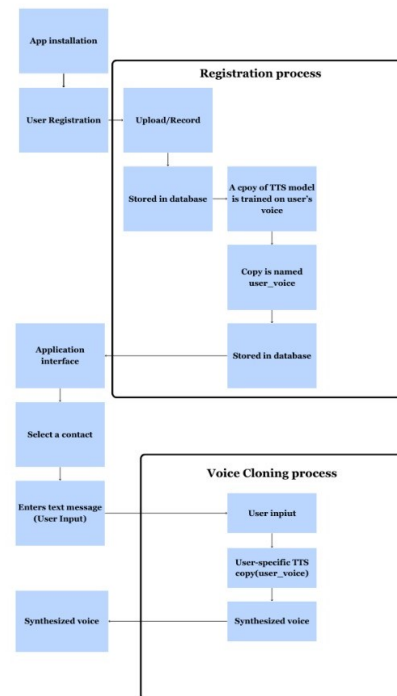 App installation
Registration process
User Registration
Upload/Record
Stored in database
A cpoy of TTS model
is trained on user's
voice
Copy is named
user_voice
Application
interface
Stored in database
Select a contact
Voice Cloning process
Enters text message
(User Input)
User inpiut
User-specific TTS
copy(user_voice)
Synthesized voice
Synthesized voice